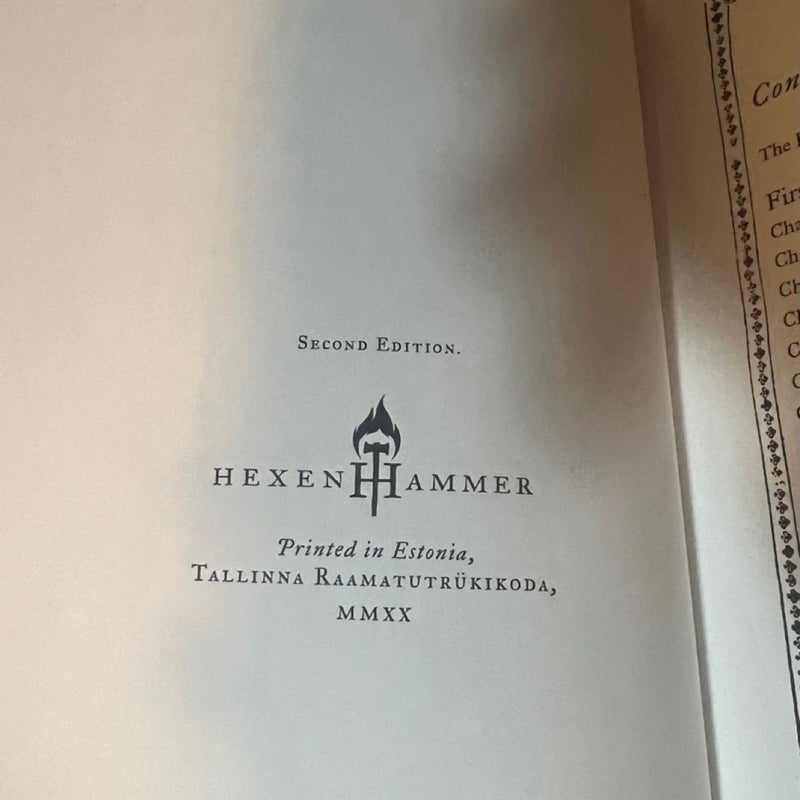 Second Edition.
HEXENHAMMER
Printed in Estonia,
Tallinna Raamatutrükikoda,
MMXX
The